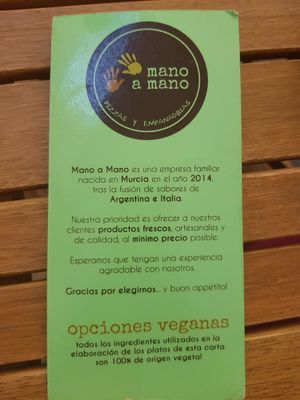 mano
a mano
PIZZAS Y EMPANADILLAS
Mano a Mano es una empresa familiar
nacida en Murcia en el año 2014,
tras la fusión de sabores de
Argentina e Italia.
Nuestra prioridad es ofrecer a nuestros
clientes productos frescos, artesanales y
de calidad, al mínimo precio posible.
Esperamos que tengan una experiencia
agradable con nosotros.
Gracias por elegirnos... y buon appetito!
opciones veganas
todos los ingredientes utilizados en la
elaboración de los platos de esta carta
son 100% de origen vegetal